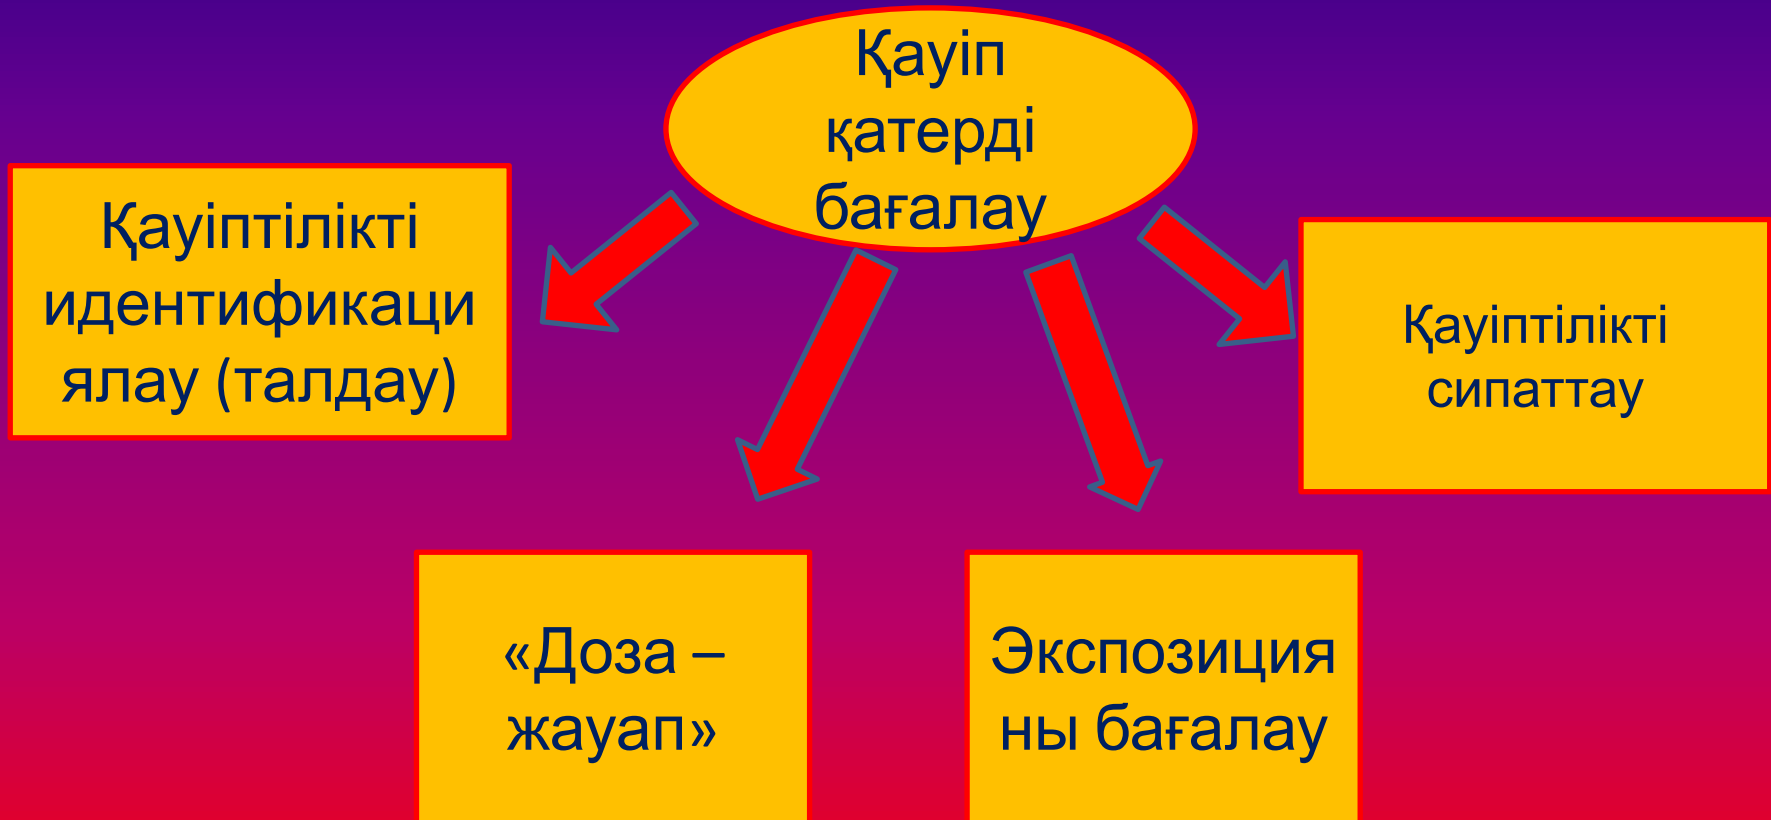 Қауіп
қатерді
бағалау
Қауіптілікті
идентификаци
ялау (талдау)
Қауіптілікті
сипаттау
«Доза –
жауап»
Экспозиция
ны бағалау